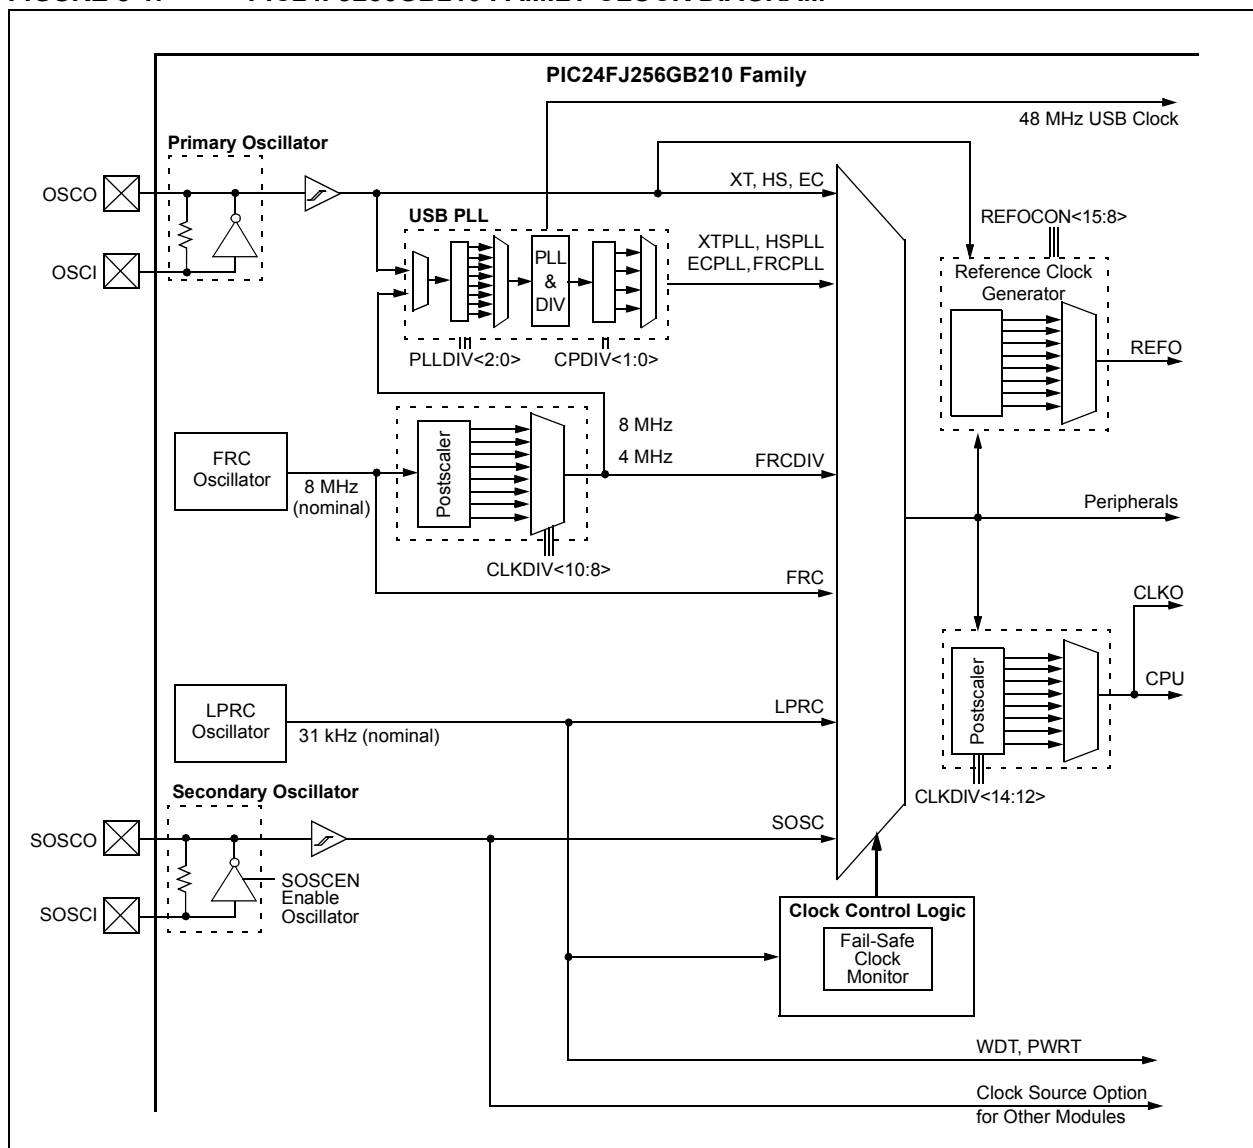 PIC24FJ256GB210 Family
48 MHz USB Clock
Primary Oscillator
OSCO
OSCI
XT, HS, EC
USB PLL
PLL
&
DIV
XTPLL, HSPLL
ECPLL,FRCPLL
PLLDIV<2:0>
CPDIV<1:0>
REFOCON<15:8>
Reference Clock
Generator
REFO
FRC
Oscillator
8 MHz
(nominal)
Postscaler
CLKDIV<10:8>
8 MHz
4 MHz
FRCDIV
FRC
Peripherals
CLKO
CPU
Postscaler
CLKDIV<14:12>
LPRC
Oscillator
31 kHz (nominal)
LPRC
Secondary Oscillator
SOSCO
SOSCI
SOSCEN
Enable
Oscillator
SOSC
Clock Control Logic
Fail-Safe
Clock
Monitor
WDT, PWRT
Clock Source Option
for Other Modules